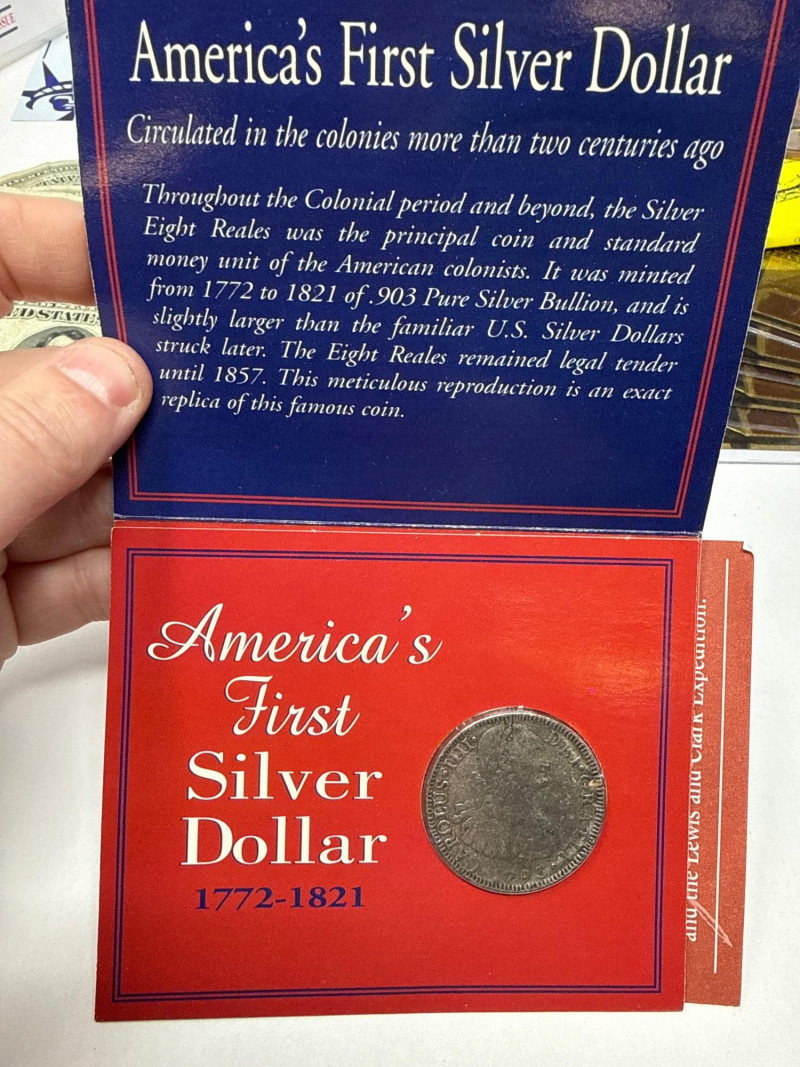 America's First Silver Dollar
Circulated in the colonies more than two centuries ago
Throughout the Colonial period and beyond, the Silver
Eight Reales was the principal coin and standard
money unit of the American colonists. It was minted
from 1772 to 1821 of .903 Pure Silver Bullion, and is
slightly larger than the familiar U.S. Silver Dollars
struck later. The Eight Reales remained legal tender
until 1857. This meticulous reproduction is an exact
replica of this famous coin.
America's
First
Silver
Dollar
1772-1821
and the Lewis and Clark Expedition.